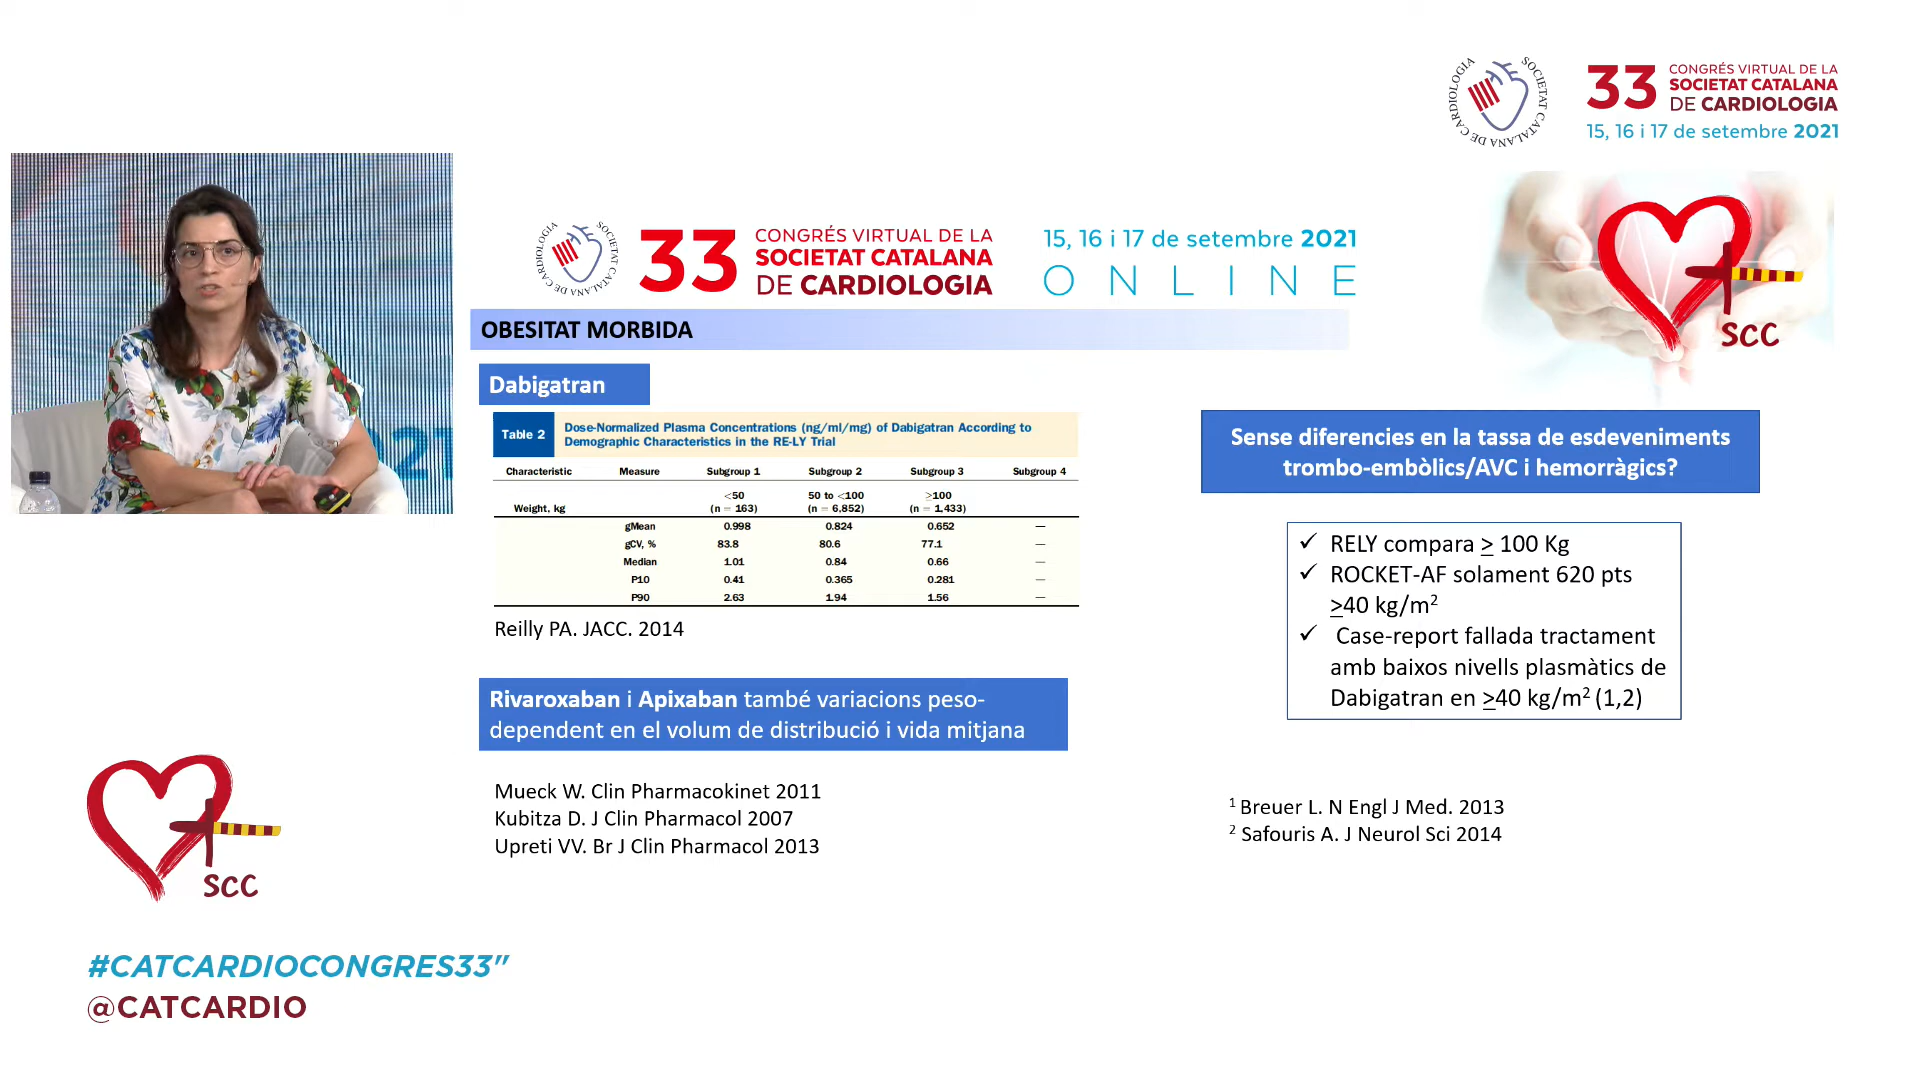 SOCIETAT CATALANA DE CARDIOLOGIA
33
CONGRÉS VIRTUAL DE LA
SOCIETAT CATALANA
DE CARDIOLOGIA
15, 16 i 17 de setembre 2021
SOCIETAT CATALANA DE CARDIOLOGIA
33
CONGRÉS VIRTUAL DE LA
SOCIETAT CATALANA
DE CARDIOLOGIA
15, 16 i 17 de setembre 2021
ONLINE
SCC
021
OBESITAT MORBIDA
Dabigatran
Table 2
Dose-Normalized Plasma Concentrations (ng/ml/mg) of Dabigatran According to
Demographic Characteristics in the RE-LY Trial
Characteristic Measure Subgroup 1 Subgroup 2 Subgroup 3 Subgroup 4
<50 50 to <100 ≥100
Weight, kg (n = 163) (n = 6,852) (n = 1,433)
gMean 0.998 0.824 0.652 —
gCV, % 83.8 80.6 77.1 —
Median 1.01 0.84 0.66 —
P10 0.41 0.365 0.281 —
P90 2.63 1.94 1.56 —
Reilly PA. JACC. 2014
Rivaroxaban i Apixaban també variacions peso-
dependent en el volum de distribució i vida mitjana
Mueck W. Clin Pharmacokinet 2011
Kubitza D. J Clin Pharmacol 2007
Upreti VV. Br J Clin Pharmacol 2013
Sense diferencies en la tassa de esdeveniments
trombo-embòlics/AVC i hemorràgics?
✓ RELY compara ≥ 100 Kg
✓ ROCKET-AF solament 620 pts
≥40 kg/m²
✓ Case-report fallada tractament
amb baixos nivells plasmàtics de
Dabigatran en ≥40 kg/m² (1,2)
¹ Breuer L. N Engl J Med. 2013
² Safouris A. J Neurol Sci 2014
SCC
#CATCARDIOCONGRES33"
@CATCARDIO